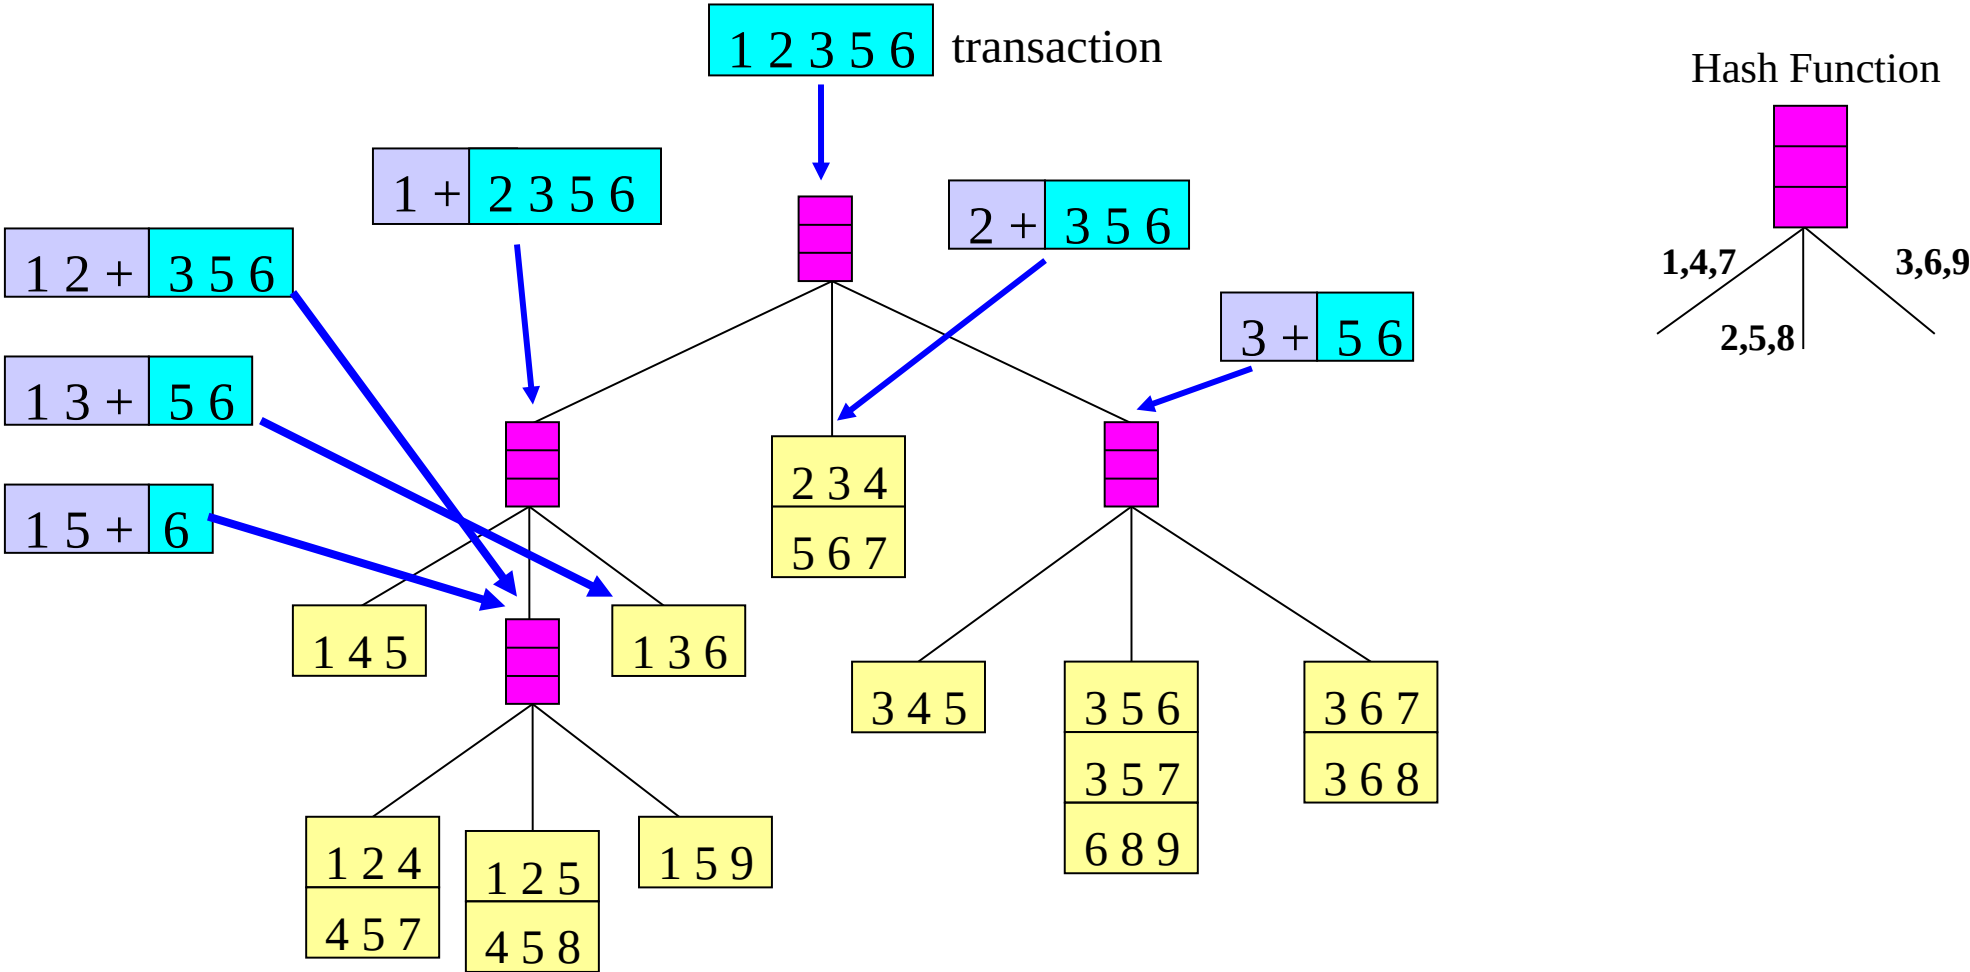 1 2 3 5 6 transaction
Hash Function
1 + 2 3 5 6
2 + 3 5 6
1 2 + 3 5 6
1,4,7
3,6,9
2,5,8
3 + 5 6
1 3 + 5 6
1 5 + 6
2 3 4
5 6 7
1 4 5
1 3 6
3 4 5
3 5 6
3 6 7
3 5 7
3 6 8
6 8 9
1 2 4
1 2 5
1 5 9
4 5 7
4 5 8